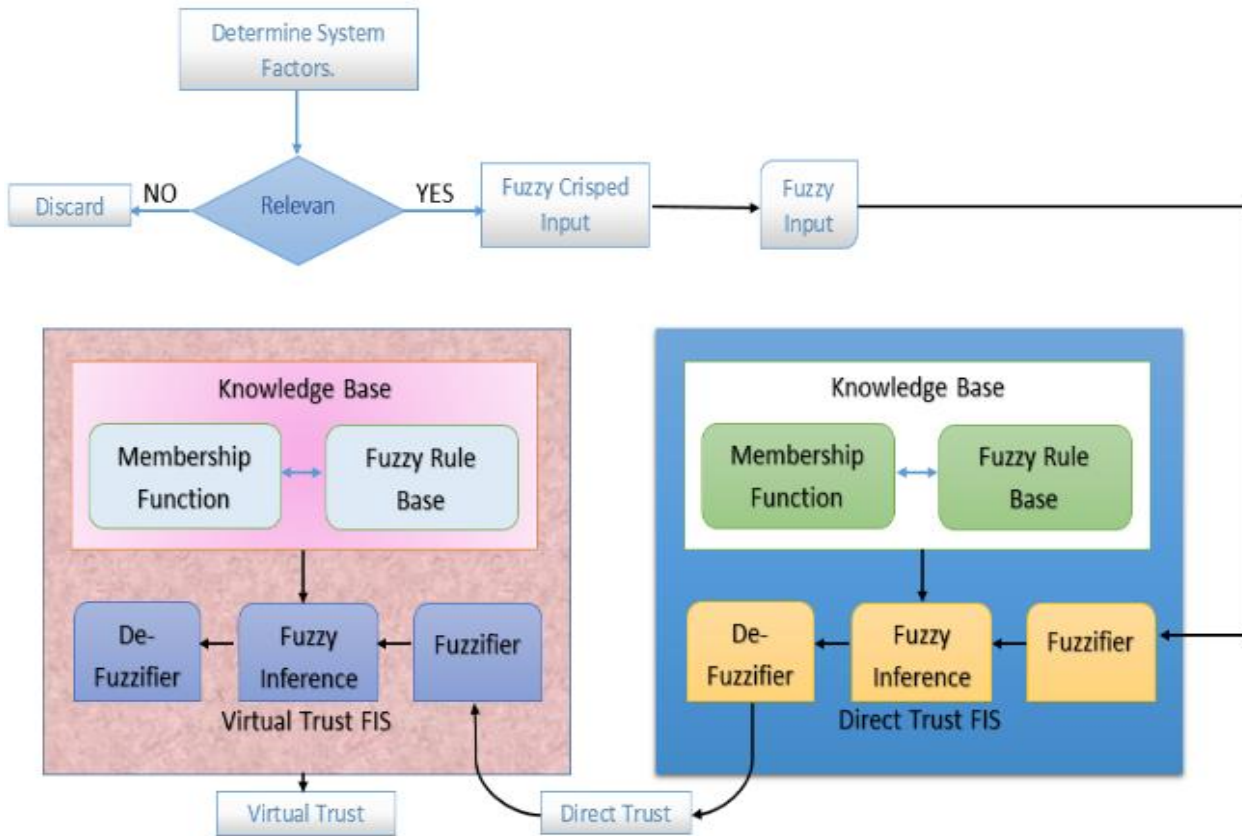 Determine System
Factors.
NO
YES
Discard
Relevan
Fuzzy Crisped
Input
Fuzzy
Input
Knowledge Base
Membership
Function
Fuzzy Rule
Base
De-
Fuzzifier
Fuzzy
Inference
Fuzzifier
Virtual Trust FIS
Virtual Trust
Knowledge Base
Membership
Function
Fuzzy Rule
Base
De-
Fuzzifier
Fuzzy
Inference
Fuzzifier
Direct Trust FIS
Direct Trust